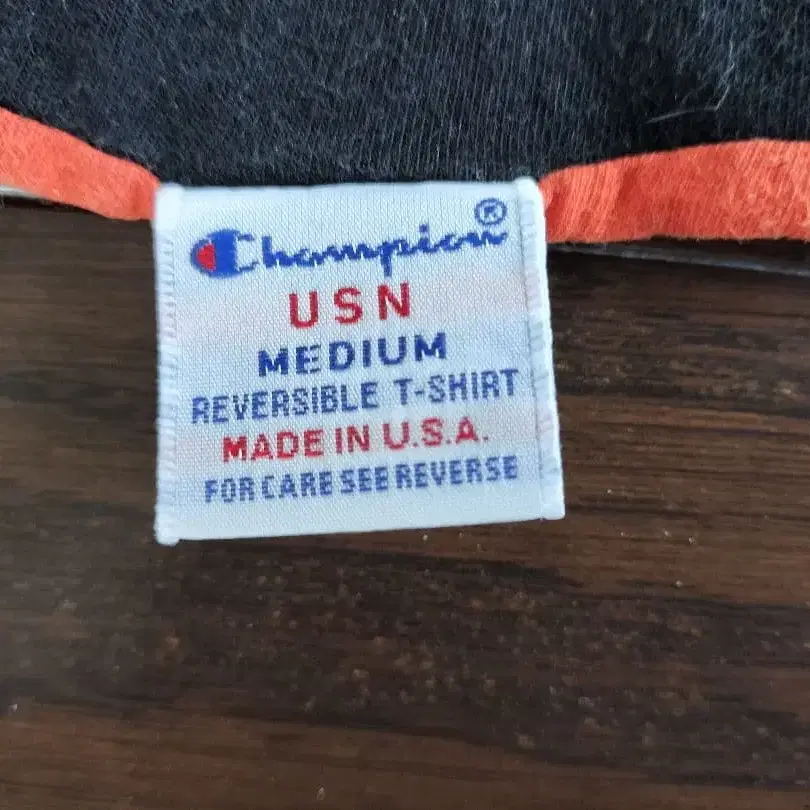 Champion®
USN
MEDIUM
REVERSIBLE T-SHIRT
MADE IN U.S.A.
FOR CARE SEE REVERSE